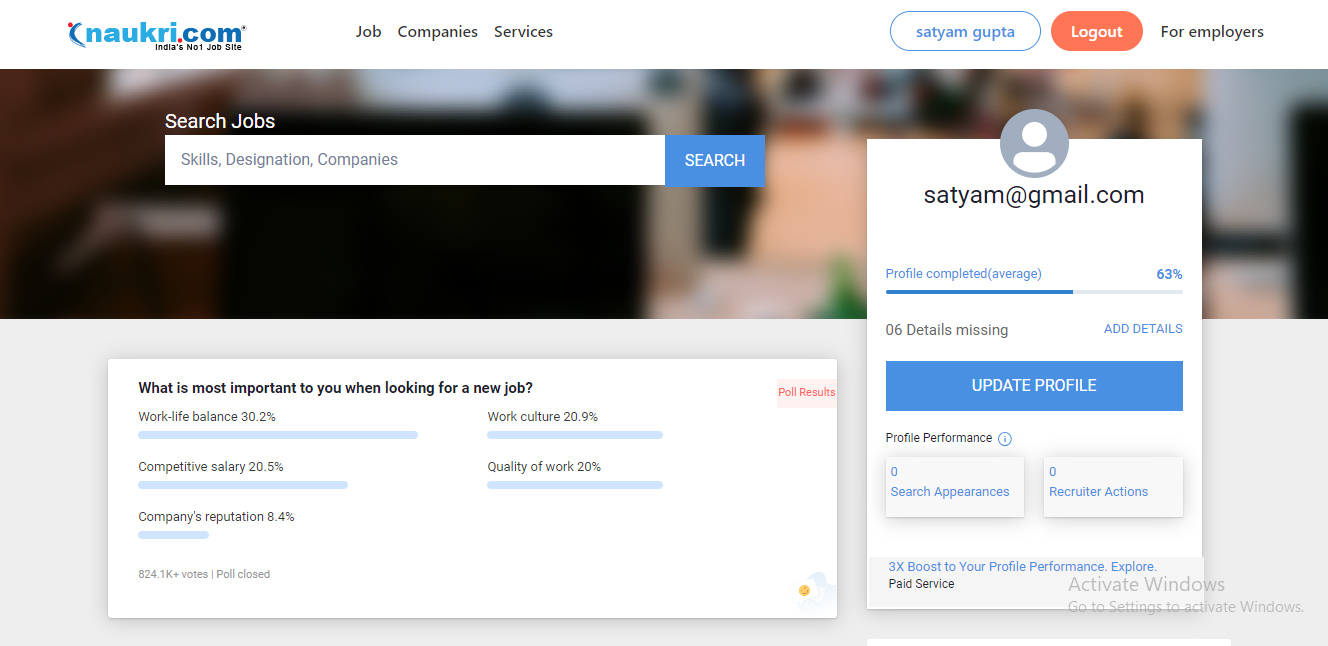 naukri.com
India's No1 Job Site
Job Companies Services
satyam gupta
Logout
For employers
Search Jobs
Skills, Designation, Companies
SEARCH
satyam@gmail.com
Profile completed(average) 63%
06 Details missing ADD DETAILS
UPDATE PROFILE
Profile Performance
0
Search Appearances
0
Recruiter Actions
3X Boost to Your Profile Performance. Explore.
Paid Service
What is most important to you when looking for a new job?
Poll Results
Work-life balance 30.2%
Work culture 20.9%
Competitive salary 20.5%
Quality of work 20%
Company's reputation 8.4%
824.1K+ votes | Poll closed
Activate Windows
Go to Settings to activate Windows.